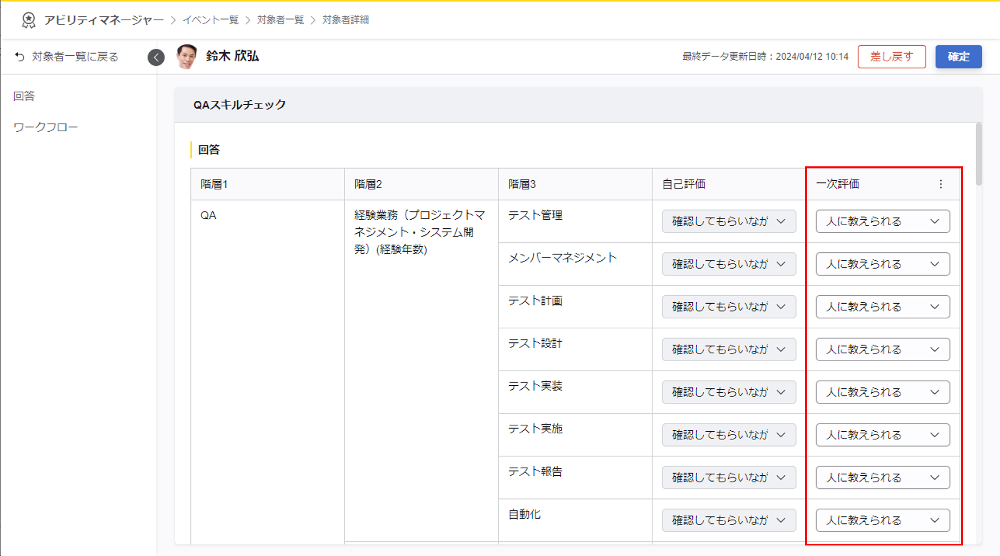 アビリティマネージャー > イベント一覧 > 対象者一覧 > 対象者詳細
対象者一覧に戻る
鈴木 欣弘
最終データ更新日時：2024/04/12 10:14
差し戻す
確定
回答
ワークフロー
QAスキルチェック
回答
階層1 階層2 階層3 自己評価 一次評価
QA
経験業務（プロジェクトマ
ネジメント・システム開
発）(経験年数)
テスト管理 確認してもらいなが 人に教えられる
メンバーマネジメント 確認してもらいなが 人に教えられる
テスト計画 確認してもらいなが 人に教えられる
テスト設計 確認してもらいなが 人に教えられる
テスト実装 確認してもらいなが 人に教えられる
テスト実施 確認してもらいなが 人に教えられる
テスト報告 確認してもらいなが 人に教えられる
自動化 確認してもらいなが 人に教えられる